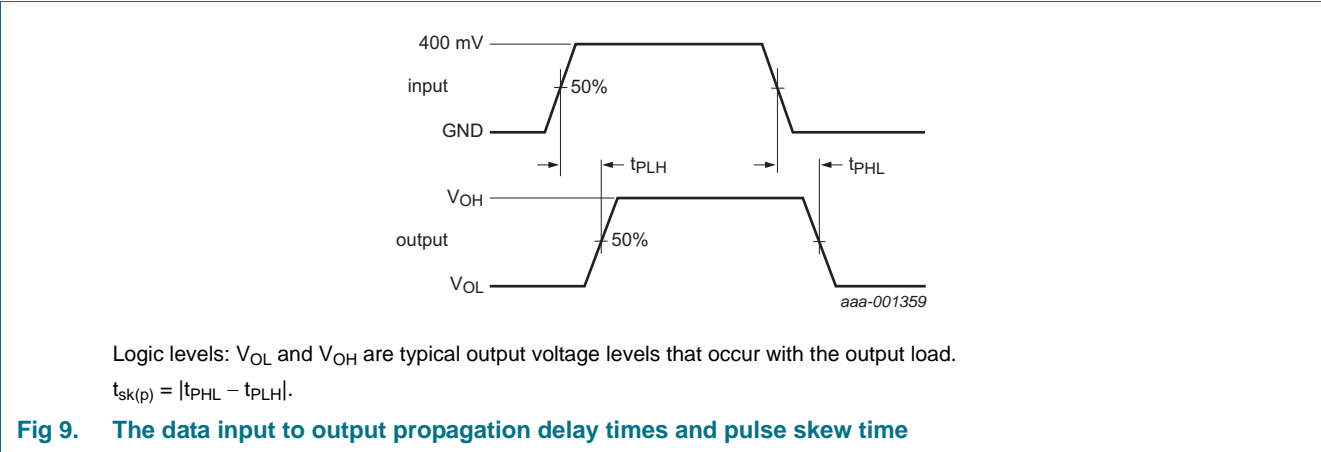 400 mV
input
50%
GND
tPLH
tPHL
VOH
output
50%
VOL
aaa-001359
Logic levels: VOL and VOH are typical output voltage levels that occur with the output load.
tsk(p) = |tPHL − tPLH|.
Fig 9. The data input to output propagation delay times and pulse skew time